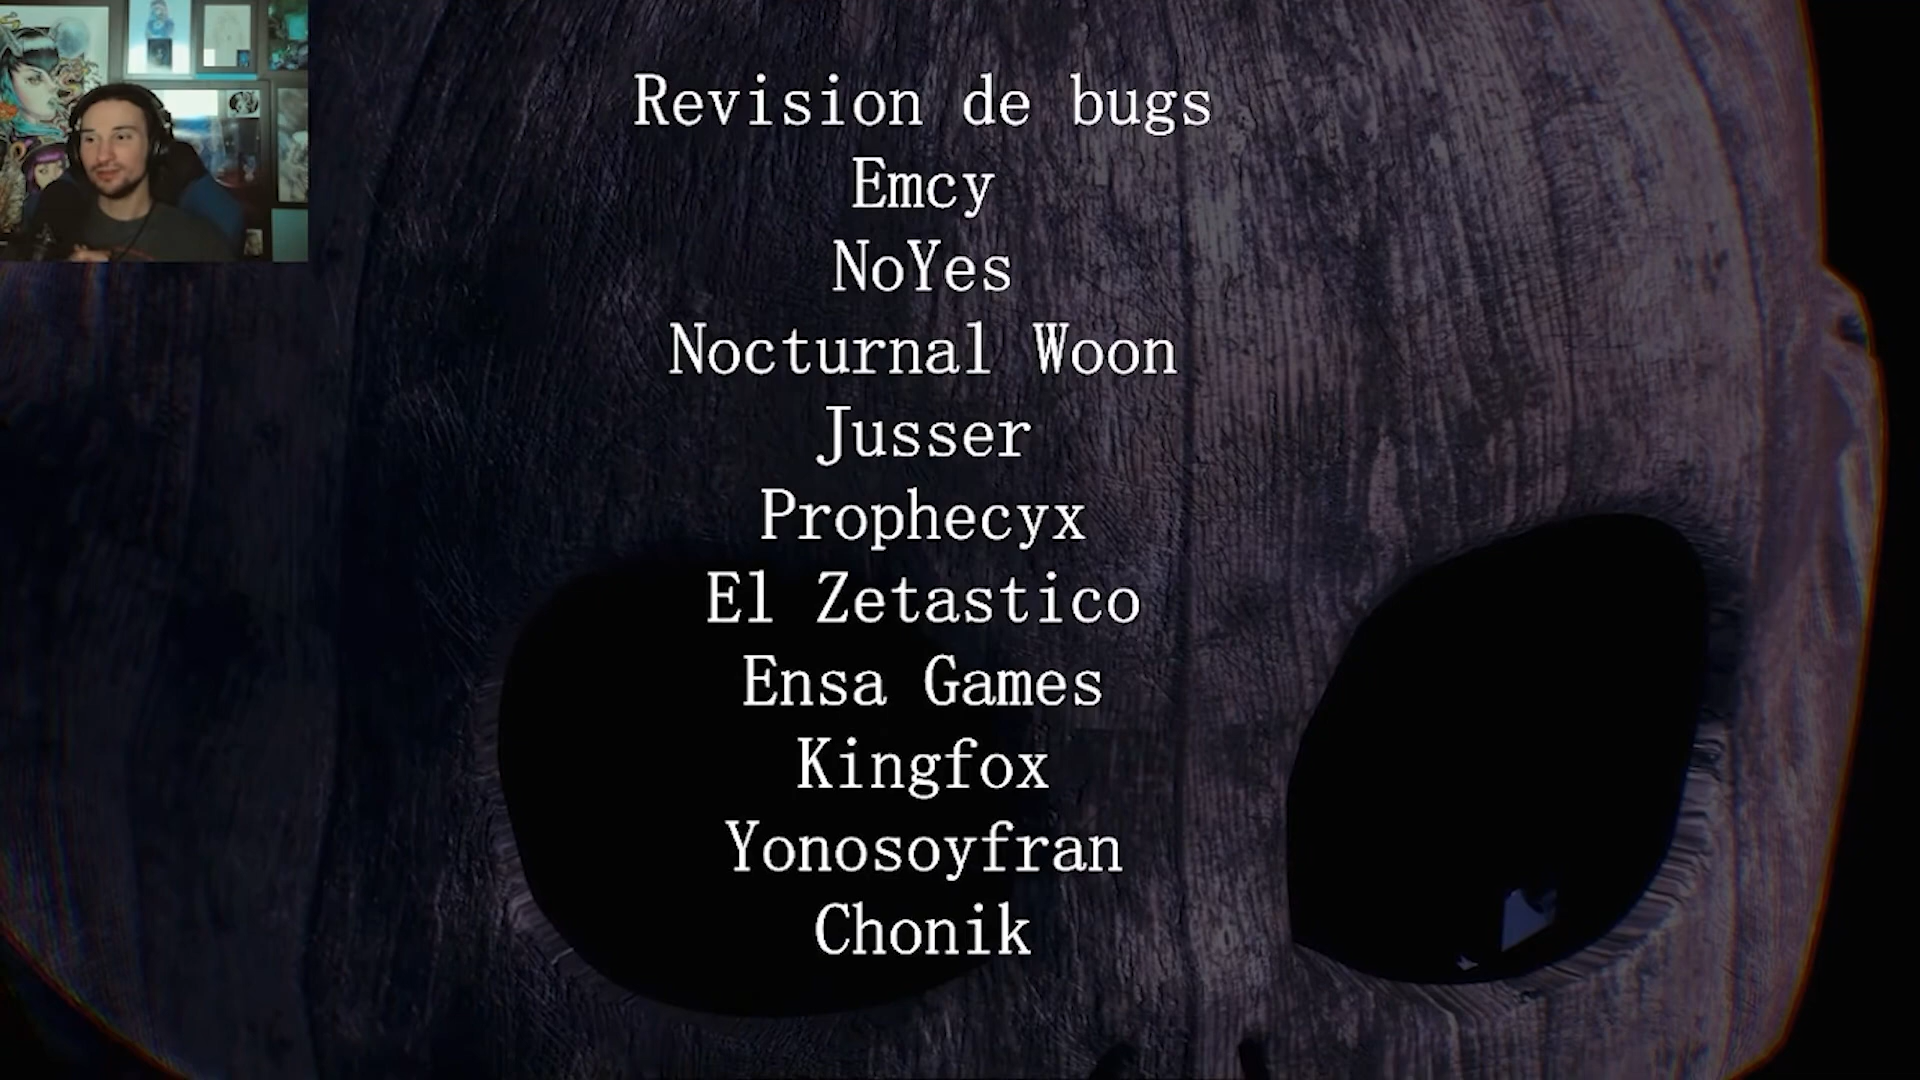 Revision de bugs
Emcy
NoYes
Nocturnal Woon
Jusser
Prophecyx
El Zetastico
Ensa Games
Kingfox
Yonosoyfran
Chonik